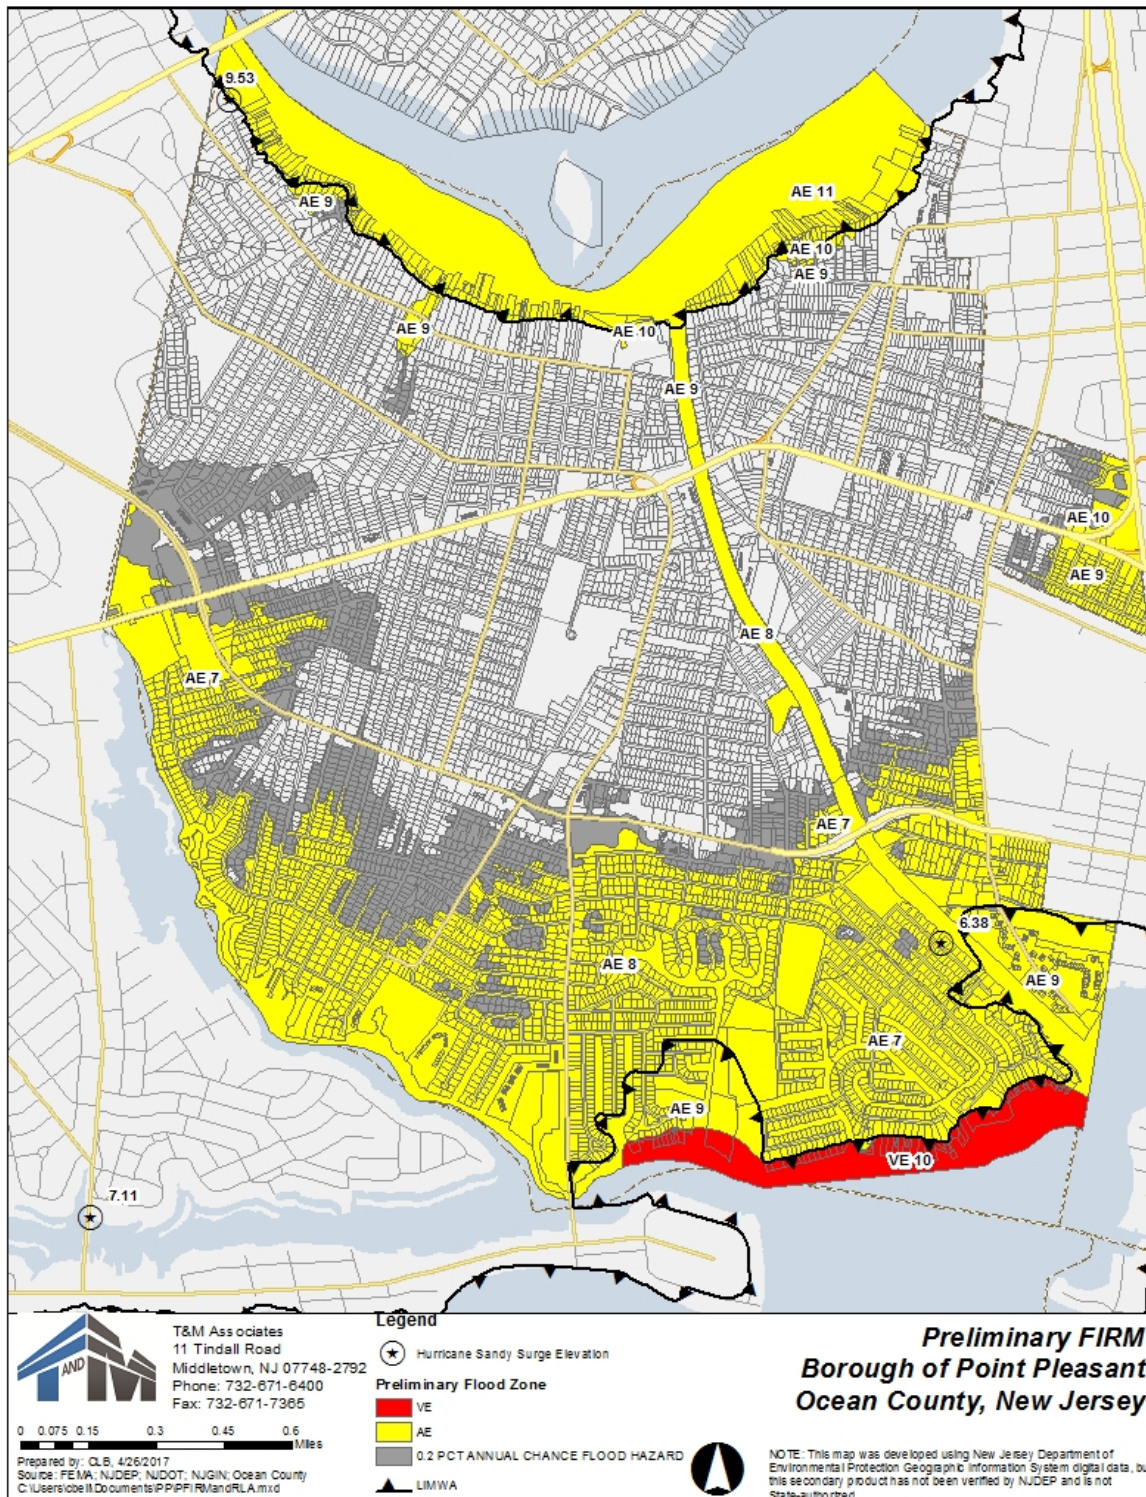 9.53
AE 9
AE 11
AE 10
AE 9
AE 9
AE 10
AE 9
AE 10
AE 9
AE 8
AE 7
AE 7
6.38
AE 8
AE 9
AE 7
AE 9
VE 10
7.11
AND
T&M Associates
11 Tindall Road
Middletown, NJ 07748-2792
Phone: 732-671-6400
Fax: 732-671-7365
0 0.075 0.15 0.3 0.45 0.6
Miles
Prepared by: CLB, 4/26/2017
Source: FEMA; NJDEP; NJDOT; NJGIN; Ocean County
Legend
Hurricane Sandy Surge Elevation
Preliminary Flood Zone
VE
AE
0.2 PCT ANNUAL CHANCE FLOOD HAZARD
LIMWA
Preliminary FIRM
Borough of Point Pleasant
Ocean County, New Jersey
NOTE: This map was developed using New Jersey Department of
Environmental Protection Geographic Information System digital data, bu
this secondary product has not been verified by NJDEP and is not
State-authorized